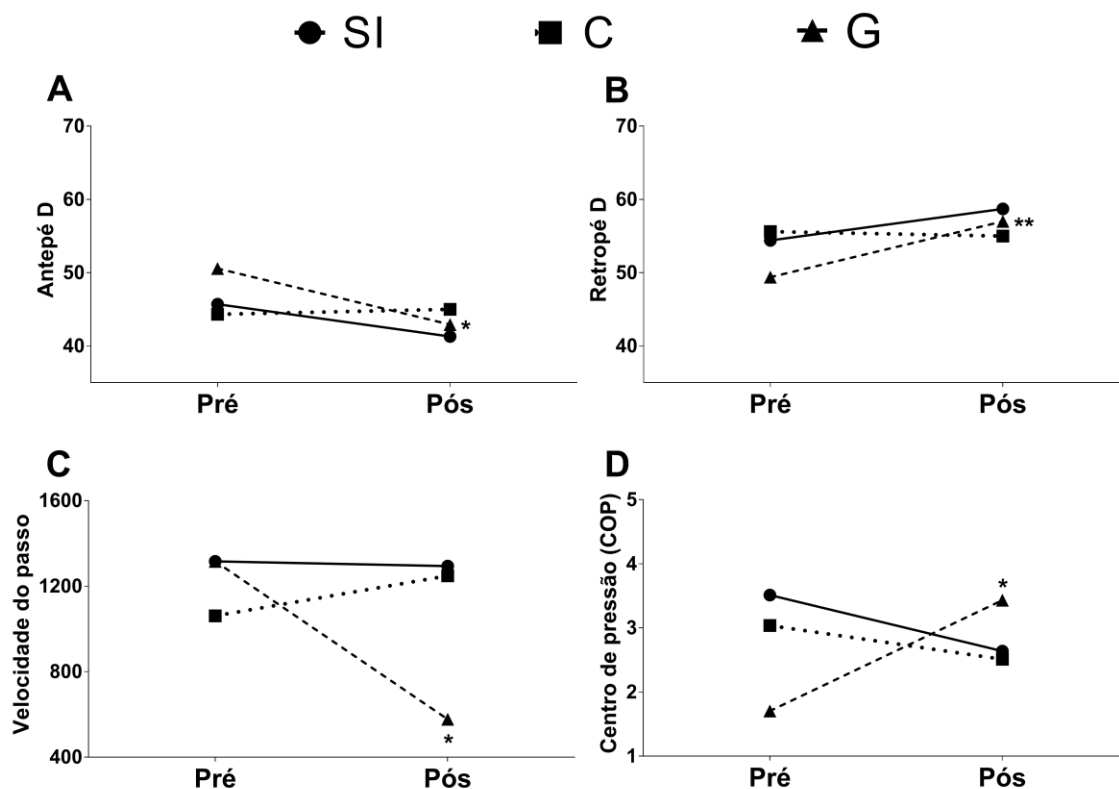 SI C G
A
Antepé D
70
60
50
40
Pré Pós
*
B
Retropé D
70
60
50
40
Pré Pós
**
C
Velocidade do passo
1600
1200
800
400
Pré Pós
*
D
Centro de pressão (COP)
5
4
3
2
1
Pré Pós
*